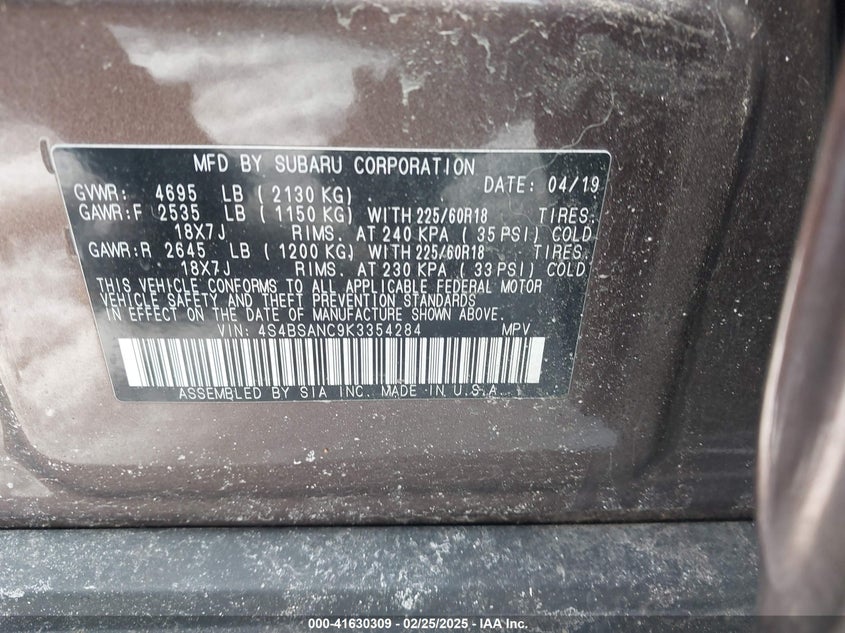 MFD BY SUBARU CORPORATION
DATE: 04/19
GVWR: 4695 LB ( 2130 KG)
GAWR:F 2535 LB ( 1150 KG) WITH 225/60R18 TIRES.
18X7J RIMS. AT 240 KPA ( 35 PSI) COLD
GAWR:R 2645 LB ( 1200 KG) WITH 225/60R18 TIRES.
18X7J RIMS. AT 230 KPA ( 33 PSI) COLD
THIS VEHICLE CONFORMS TO ALL APPLICABLE FEDERAL MOTOR
VEHICLE SAFETY AND THEFT PREVENTION STANDARDS
IN EFFECT ON THE DATE OF MANUFACTURE SHOWN ABOVE.
VIN: 4S4BSANC9K3354284 MPV
ASSEMBLED BY SIA INC. MADE IN U.S.A.
000-41630309 - 02/25/2025 - IAA Inc.